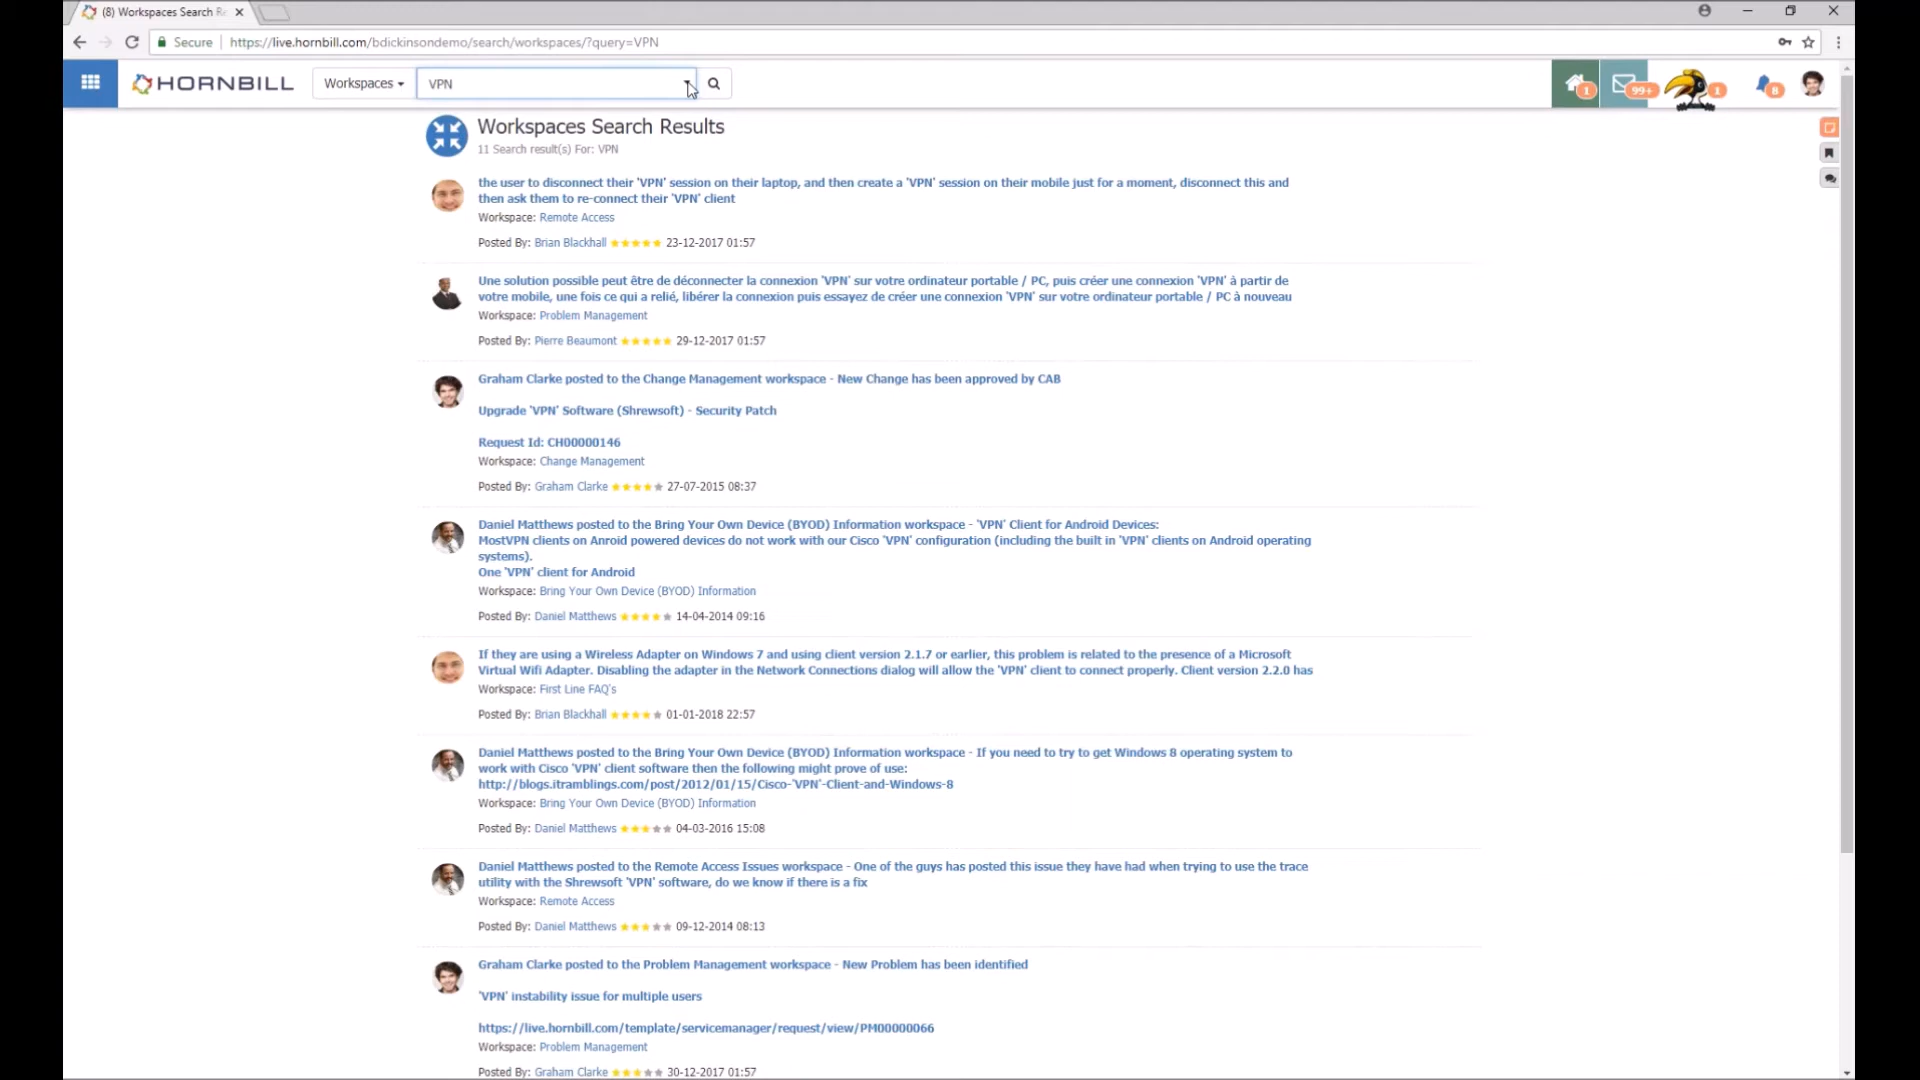 (8) Workspaces Search Re
Secure https://live.hornbill.com/bdickinsondemo/search/workspaces/?query=VPN
HORNBILL Workspaces VPN 1 99+ 1 8
Workspaces Search Results
11 Search result(s) For: VPN
the user to disconnect their 'VPN' session on their laptop, and then create a 'VPN' session on their mobile just for a moment, disconnect this and
then ask them to re-connect their 'VPN' client
Workspace: Remote Access
Posted By: Brian Blackhall 23-12-2017 01:57
Une solution possible peut être de déconnecter la connexion 'VPN' sur votre ordinateur portable / PC, puis créer une connexion 'VPN' à partir de
votre mobile, une fois ce qui a relié, libérer la connexion puis essayez de créer une connexion 'VPN' sur votre ordinateur portable / PC à nouveau
Workspace: Problem Management
Posted By: Pierre Beaumont 29-12-2017 01:57
Graham Clarke posted to the Change Management workspace - New Change has been approved by CAB
Upgrade 'VPN' Software (Shrewsoft) - Security Patch
Request Id: CH00000146
Workspace: Change Management
Posted By: Graham Clarke 27-07-2015 08:37
Daniel Matthews posted to the Bring Your Own Device (BYOD) Information workspace - 'VPN' Client for Android Devices:
MostVPN clients on Anroid powered devices do not work with our Cisco 'VPN' configuration (including the built in 'VPN' clients on Android operating
systems).
One 'VPN' client for Android
Workspace: Bring Your Own Device (BYOD) Information
Posted By: Daniel Matthews 14-04-2014 09:16
If they are using a Wireless Adapter on Windows 7 and using client version 2.1.7 or earlier, this problem is related to the presence of a Microsoft
Virtual Wifi Adapter. Disabling the adapter in the Network Connections dialog will allow the 'VPN' client to connect properly. Client version 2.2.0 has
Workspace: First Line FAQ's
Posted By: Brian Blackhall 01-01-2018 22:57
Daniel Matthews posted to the Bring Your Own Device (BYOD) Information workspace - If you need to try to get Windows 8 operating system to
work with Cisco 'VPN' client software then the following might prove of use:
http://blogs.itramblings.com/post/2012/01/15/Cisco-'VPN'-Client-and-Windows-8
Workspace: Bring Your Own Device (BYOD) Information
Posted By: Daniel Matthews 04-03-2016 15:08
Daniel Matthews posted to the Remote Access Issues workspace - One of the guys has posted this issue they have had when trying to use the trace
utility with the Shrewsoft 'VPN' software, do we know if there is a fix
Workspace: Remote Access
Posted By: Daniel Matthews 09-12-2014 08:13
Graham Clarke posted to the Problem Management workspace - New Problem has been identified
'VPN' instability issue for multiple users
https://live.hornbill.com/template/servicemanager/request/view/PM00000066
Workspace: Problem Management
Posted By: Graham Clarke 30-12-2017 01:57